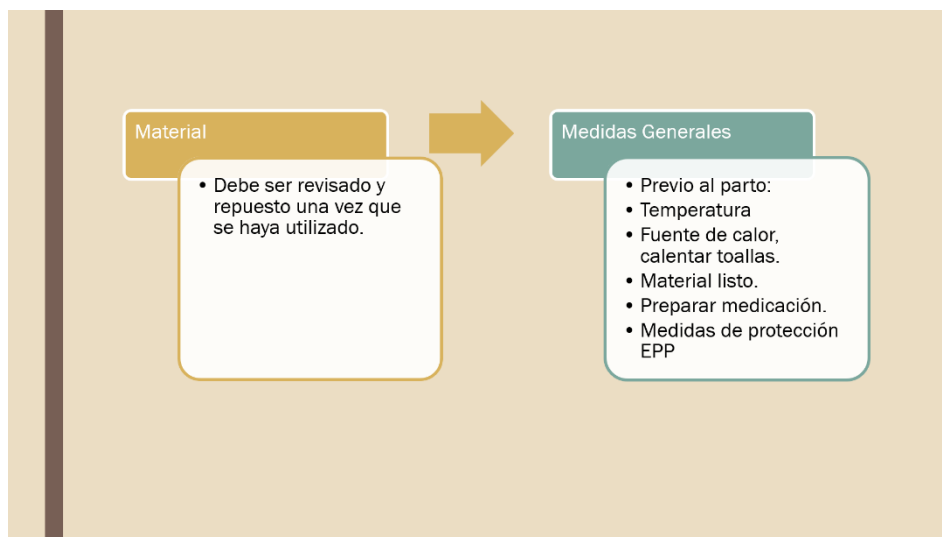 Material
• Debe ser revisado y
repuesto una vez que
se haya utilizado.
Medidas Generales
• Previo al parto:
• Temperatura
• Fuente de calor,
calentar toallas.
• Material listo.
• Preparar medicación.
• Medidas de protección
EPP